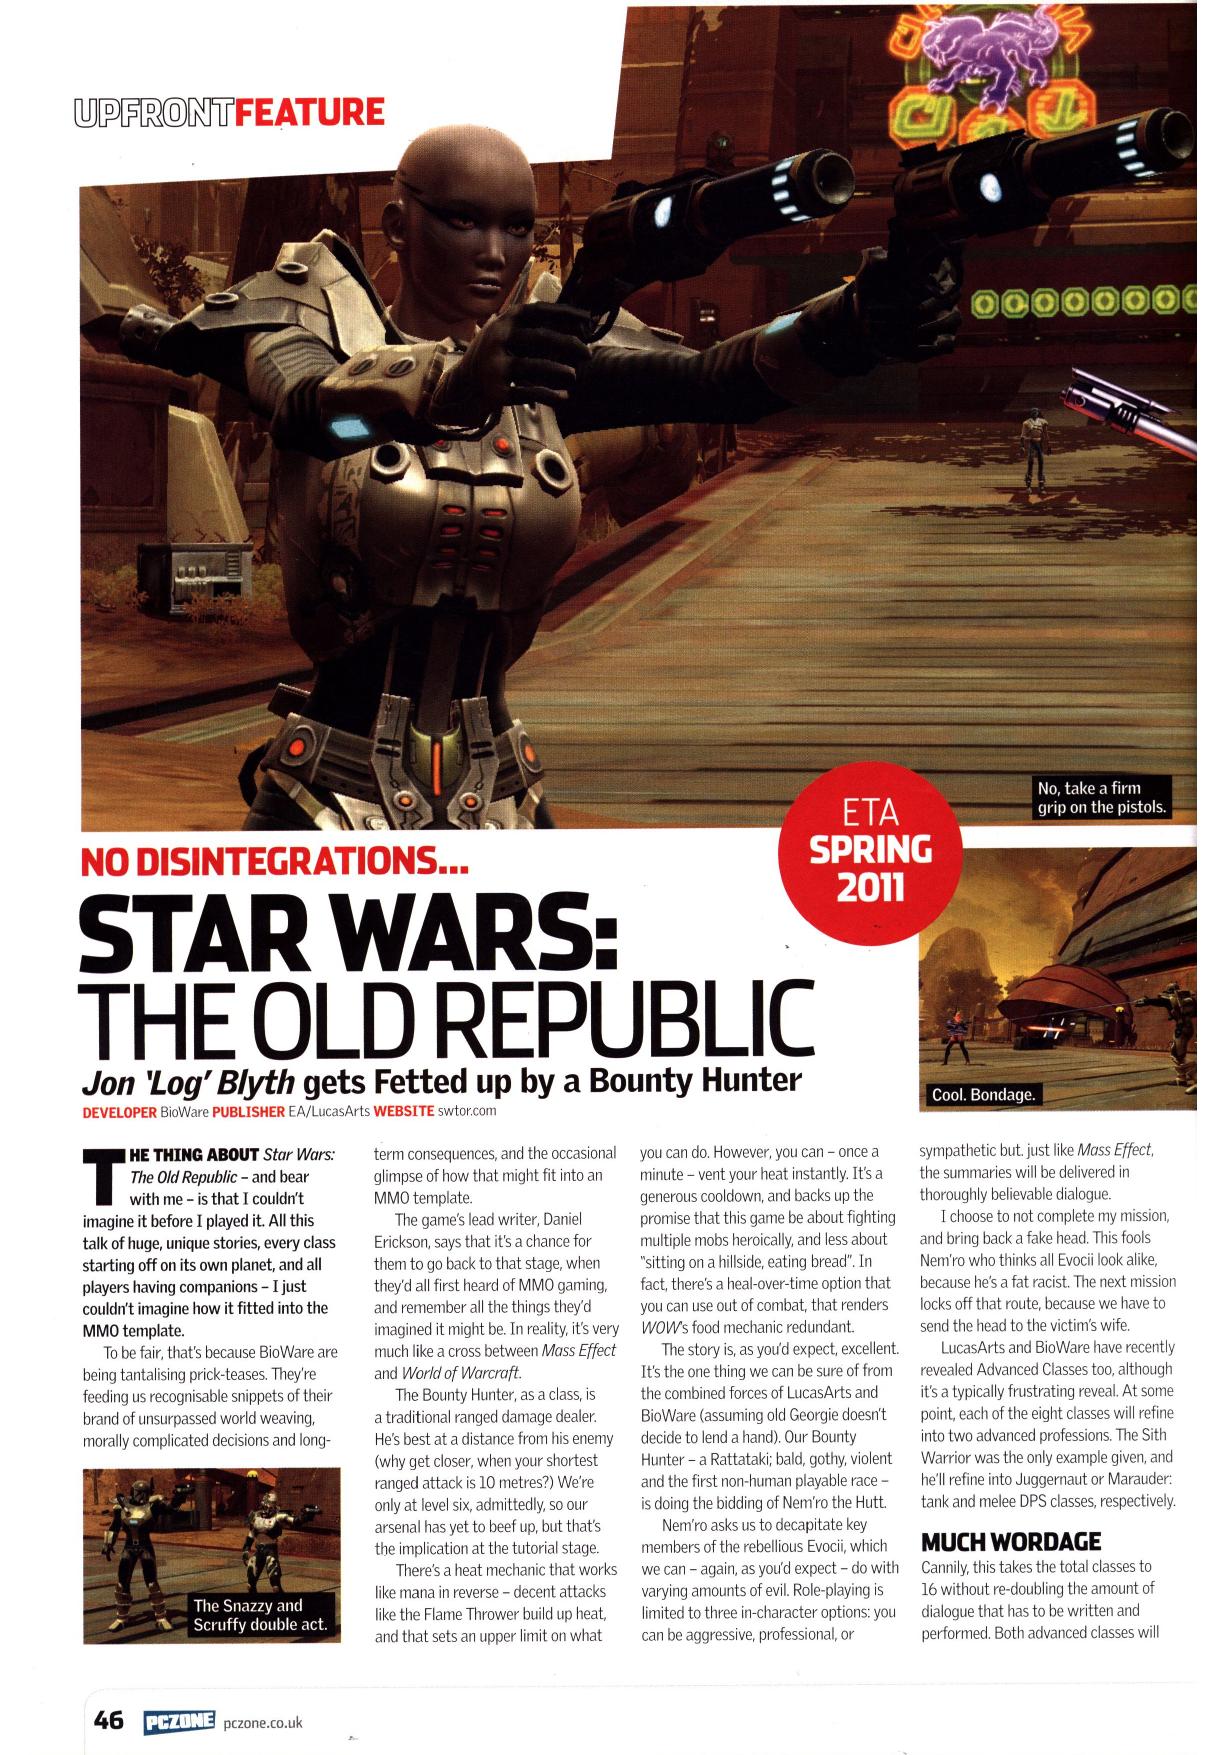 UPFRONTFEATURE
No, take a firm
grip on the pistols.
ETA
SPRING
2011
NO DISINTEGRATIONS...
STAR WARS:
THE OLD REPUBLIC
Jon 'Log' Blyth gets Fetted up by a Bounty Hunter
DEVELOPER BioWare PUBLISHER EA/LucasArts WEBSITE swtor.com
Cool. Bondage.
THE THING ABOUT Star Wars:
The Old Republic – and bear
with me – is that I couldn't
imagine it before I played it. All this
talk of huge, unique stories, every class
starting off on its own planet, and all
players having companions – I just
couldn't imagine how it fitted into the
MMO template.
To be fair, that's because BioWare are
being tantalising prick-teases. They're
feeding us recognisable snippets of their
brand of unsurpassed world weaving,
morally complicated decisions and long-
The Snazzy and
Scruffy double act.
term consequences, and the occasional
glimpse of how that might fit into an
MMO template.
The game's lead writer, Daniel
Erickson, says that it's a chance for
them to go back to that stage, when
they'd all first heard of MMO gaming,
and remember all the things they'd
imagined it might be. In reality, it's very
much like a cross between Mass Effect
and World of Warcraft.
The Bounty Hunter, as a class, is
a traditional ranged damage dealer.
He's best at a distance from his enemy
(why get closer, when your shortest
ranged attack is 10 metres?) We're
only at level six, admittedly, so our
arsenal has yet to beef up, but that's
the implication at the tutorial stage.
There's a heat mechanic that works
like mana in reverse – decent attacks
like the Flame Thrower build up heat,
and that sets an upper limit on what
you can do. However, you can – once a
minute – vent your heat instantly. It's a
generous cooldown, and backs up the
promise that this game be about fighting
multiple mobs heroically, and less about
"sitting on a hillside, eating bread". In
fact, there's a heal-over-time option that
you can use out of combat, that renders
WOW's food mechanic redundant.
The story is, as you'd expect, excellent.
It's the one thing we can be sure of from
the combined forces of LucasArts and
BioWare (assuming old Georgie doesn't
decide to lend a hand). Our Bounty
Hunter – a Rattataki; bald, gothy, violent
and the first non-human playable race –
is doing the bidding of Nem'ro the Hutt.
Nem'ro asks us to decapitate key
members of the rebellious Evocii, which
we can – again, as you'd expect – do with
varying amounts of evil. Role-playing is
limited to three in-character options: you
can be aggressive, professional, or
sympathetic but. just like Mass Effect,
the summaries will be delivered in
thoroughly believable dialogue.
I choose to not complete my mission,
and bring back a fake head. This fools
Nem'ro who thinks all Evocii look alike,
because he's a fat racist. The next mission
locks off that route, because we have to
send the head to the victim's wife.
LucasArts and BioWare have recently
revealed Advanced Classes too, although
it's a typically frustrating reveal. At some
point, each of the eight classes will refine
into two advanced professions. The Sith
Warrior was the only example given, and
he'll refine into Juggernaut or Marauder:
tank and melee DPS classes, respectively.
MUCH WORDAGE
Cannily, this takes the total classes to
16 without re-doubling the amount of
dialogue that has to be written and
performed. Both advanced classes will
46 PCZONE pczone.co.uk